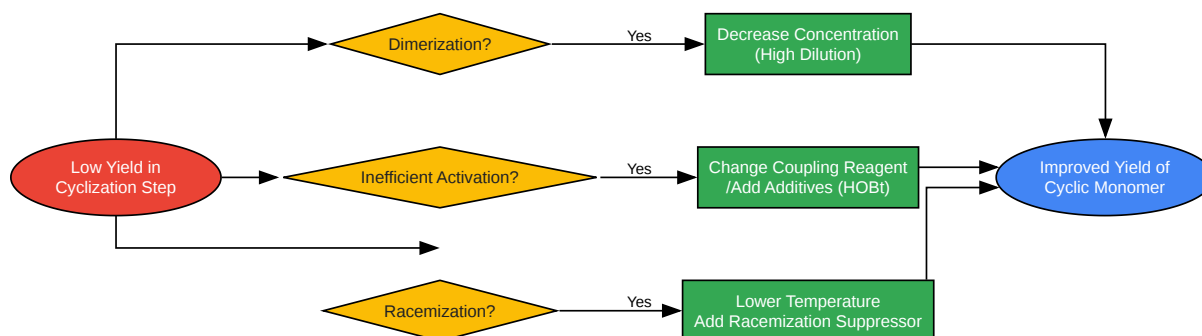 Dimerization?
Yes
Decrease Concentration
(High Dilution)
Low Yield in
Cyclization Step
Inefficient Activation?
Yes
Change Coupling Reagent
/Add Additives (HOBt)
Improved Yield of
Cyclic Monomer
Racemization?
Yes
Lower Temperature
Add Racemization Suppressor